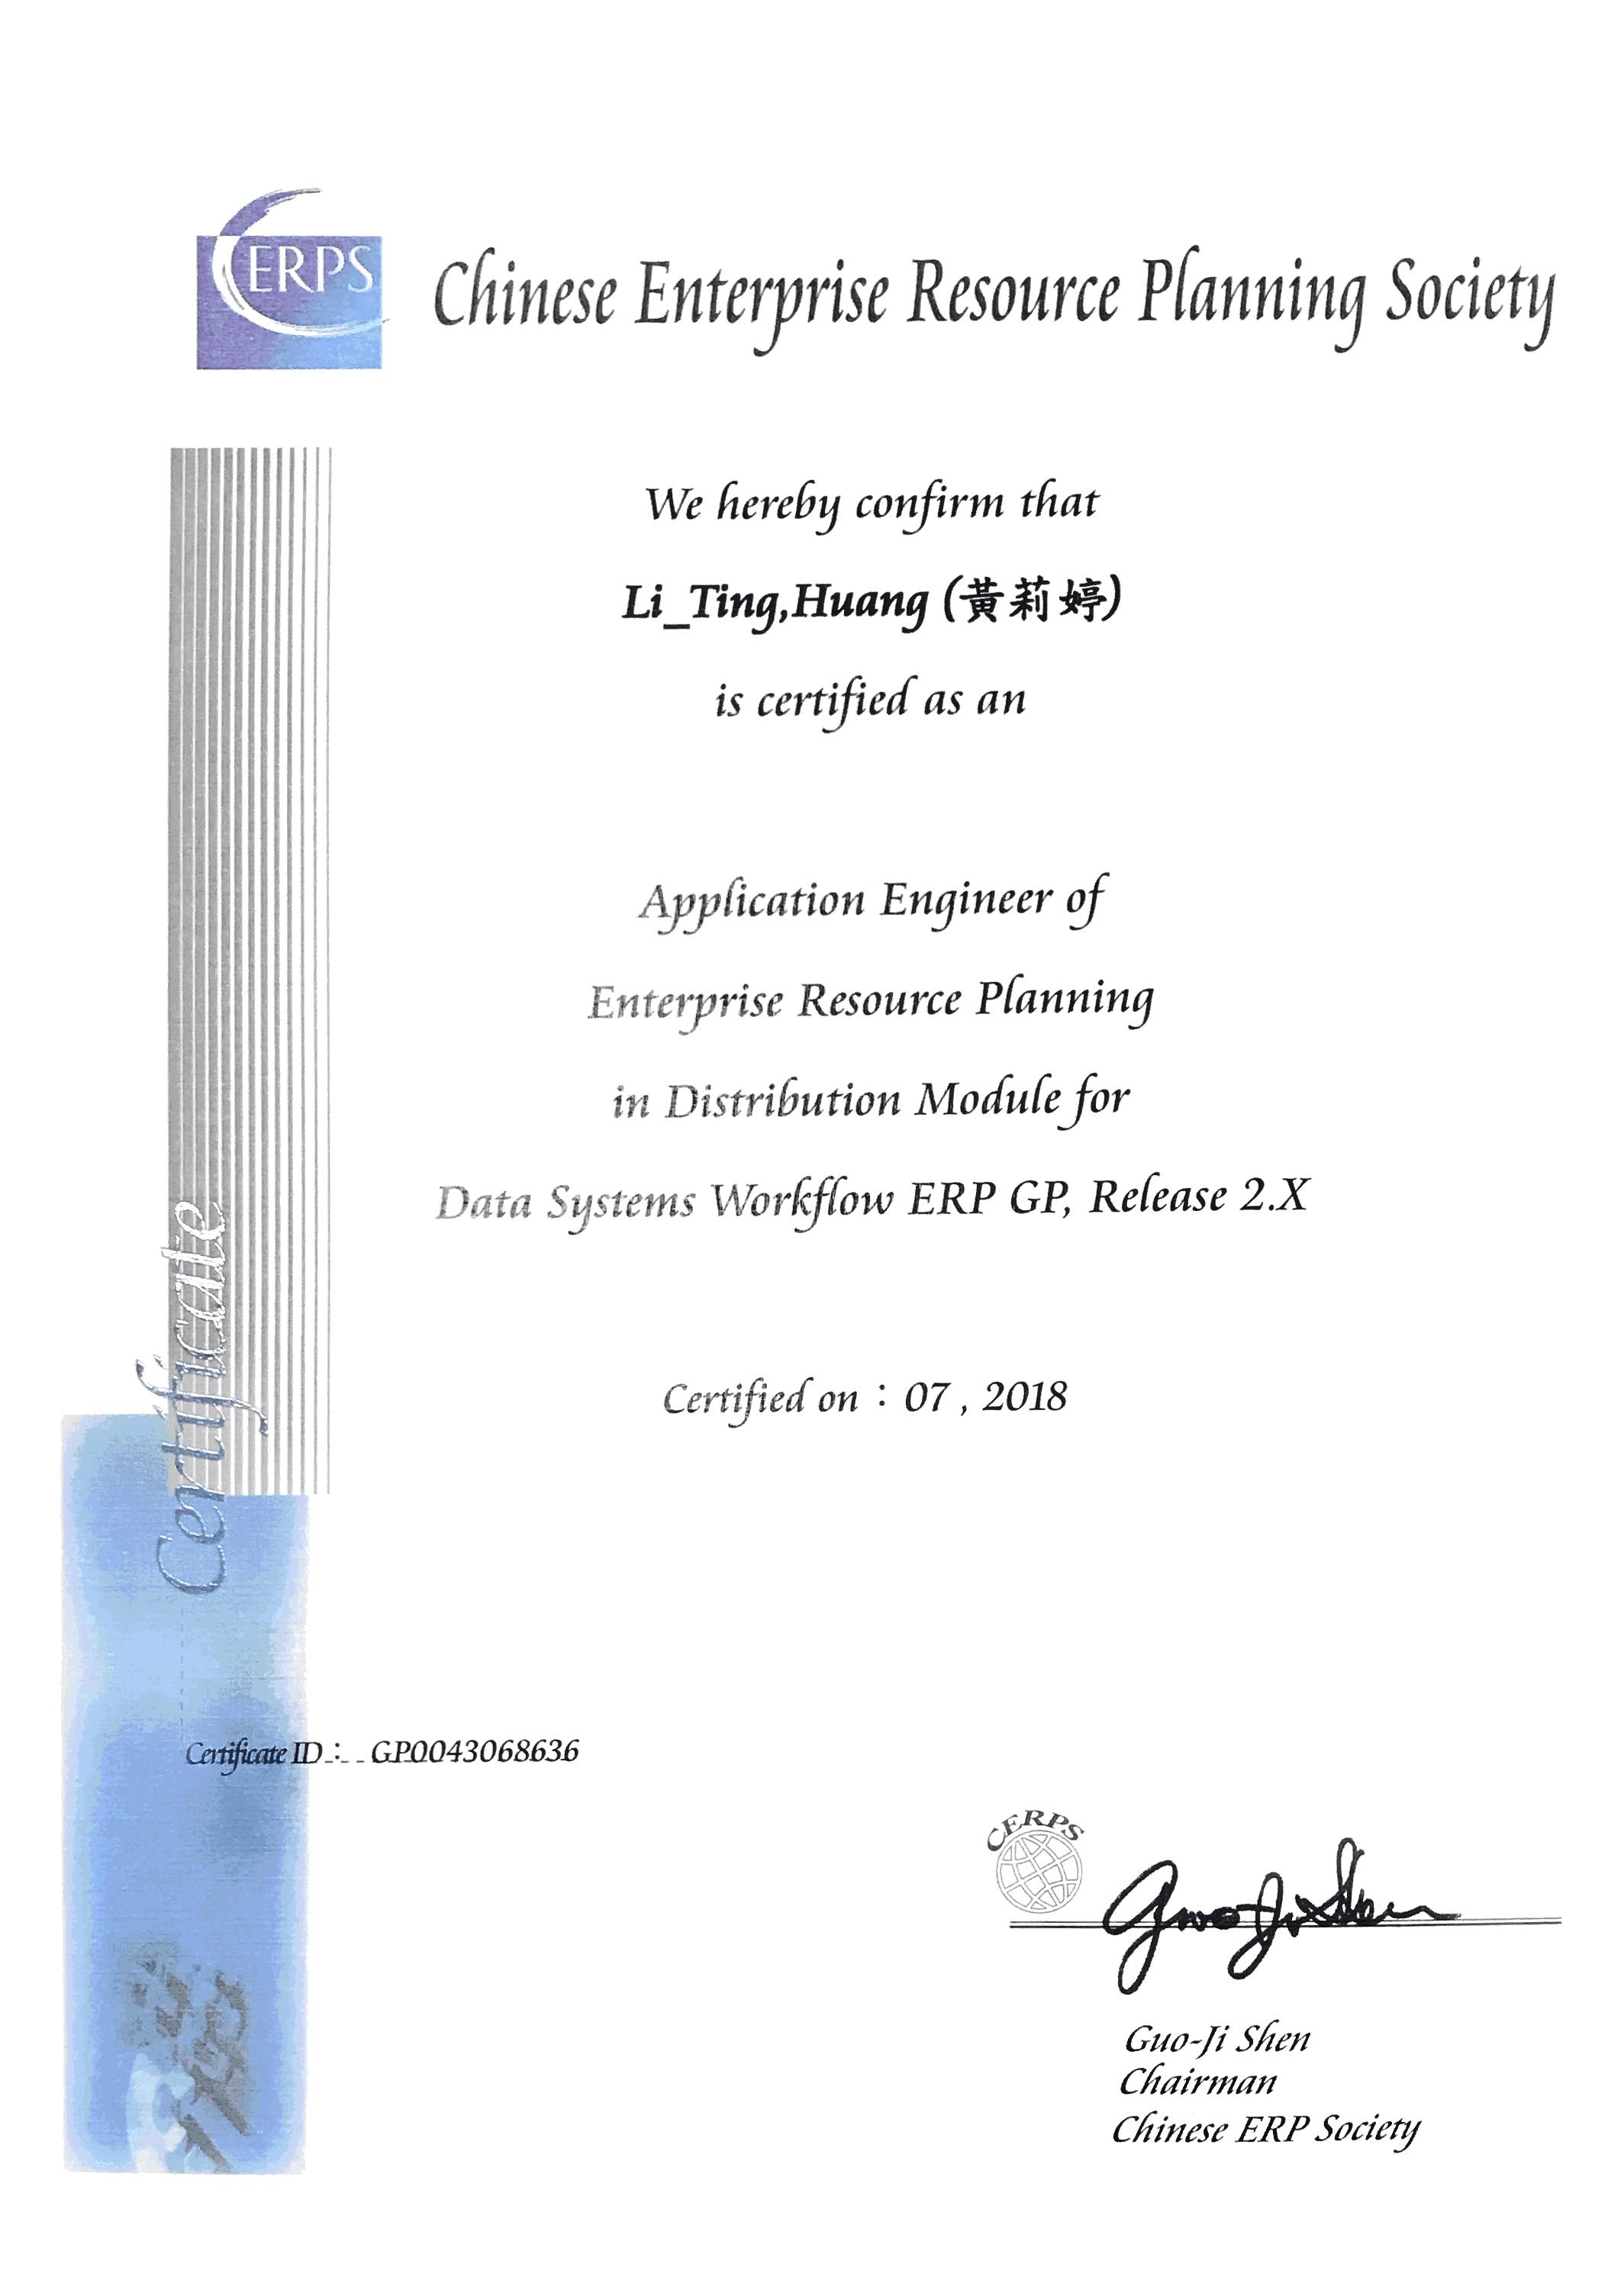 CERPS
Chinese Enterprise Resource Planning Society
We hereby confirm that
Li_Ting,Huang (黃莉婷)
is certified as an
Application Engineer of
Enterprise Resource Planning
in Distribution Module for
Data Systems Workflow ERP GP, Release 2.X
Certified on : 07 , 2018
Certificate
Certificate ID : GP0043068636
CERPS
Guo-Ji Shen
Guo-Ji Shen
Chairman
Chinese ERP Society